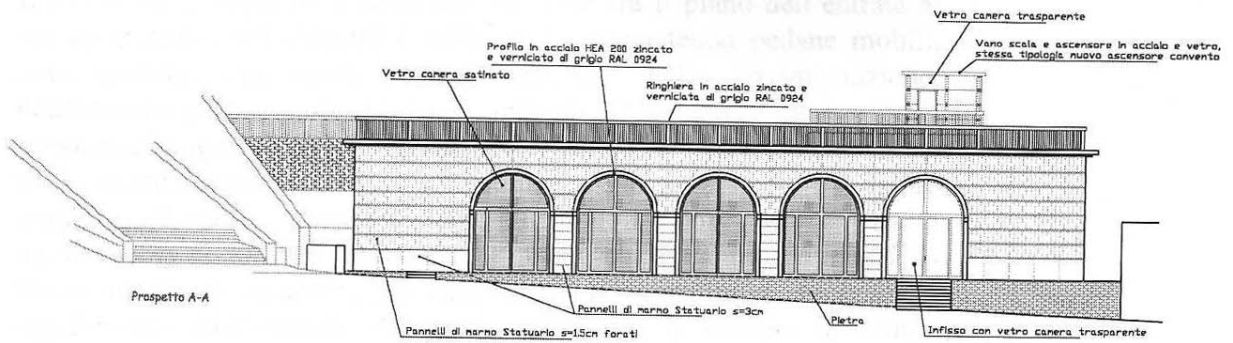 Vetro camera trasparente
Profilo in acciaio HEA 200 zincato
e verniciato di grigio RAL 0924
Vano scala e ascensore in acciaio e vetro,
stessa tipologia nuovo ascensore convento
Vetro camera satinato
Ringhiera in acciaio zincato e
verniciata di grigio RAL 0924
Prospetto A-A
Pannelli di marmo Statuario s=3cm
Pietra
Pannelli di marmo Statuario s=1.5cm forati
Infisso con vetro camera trasparente